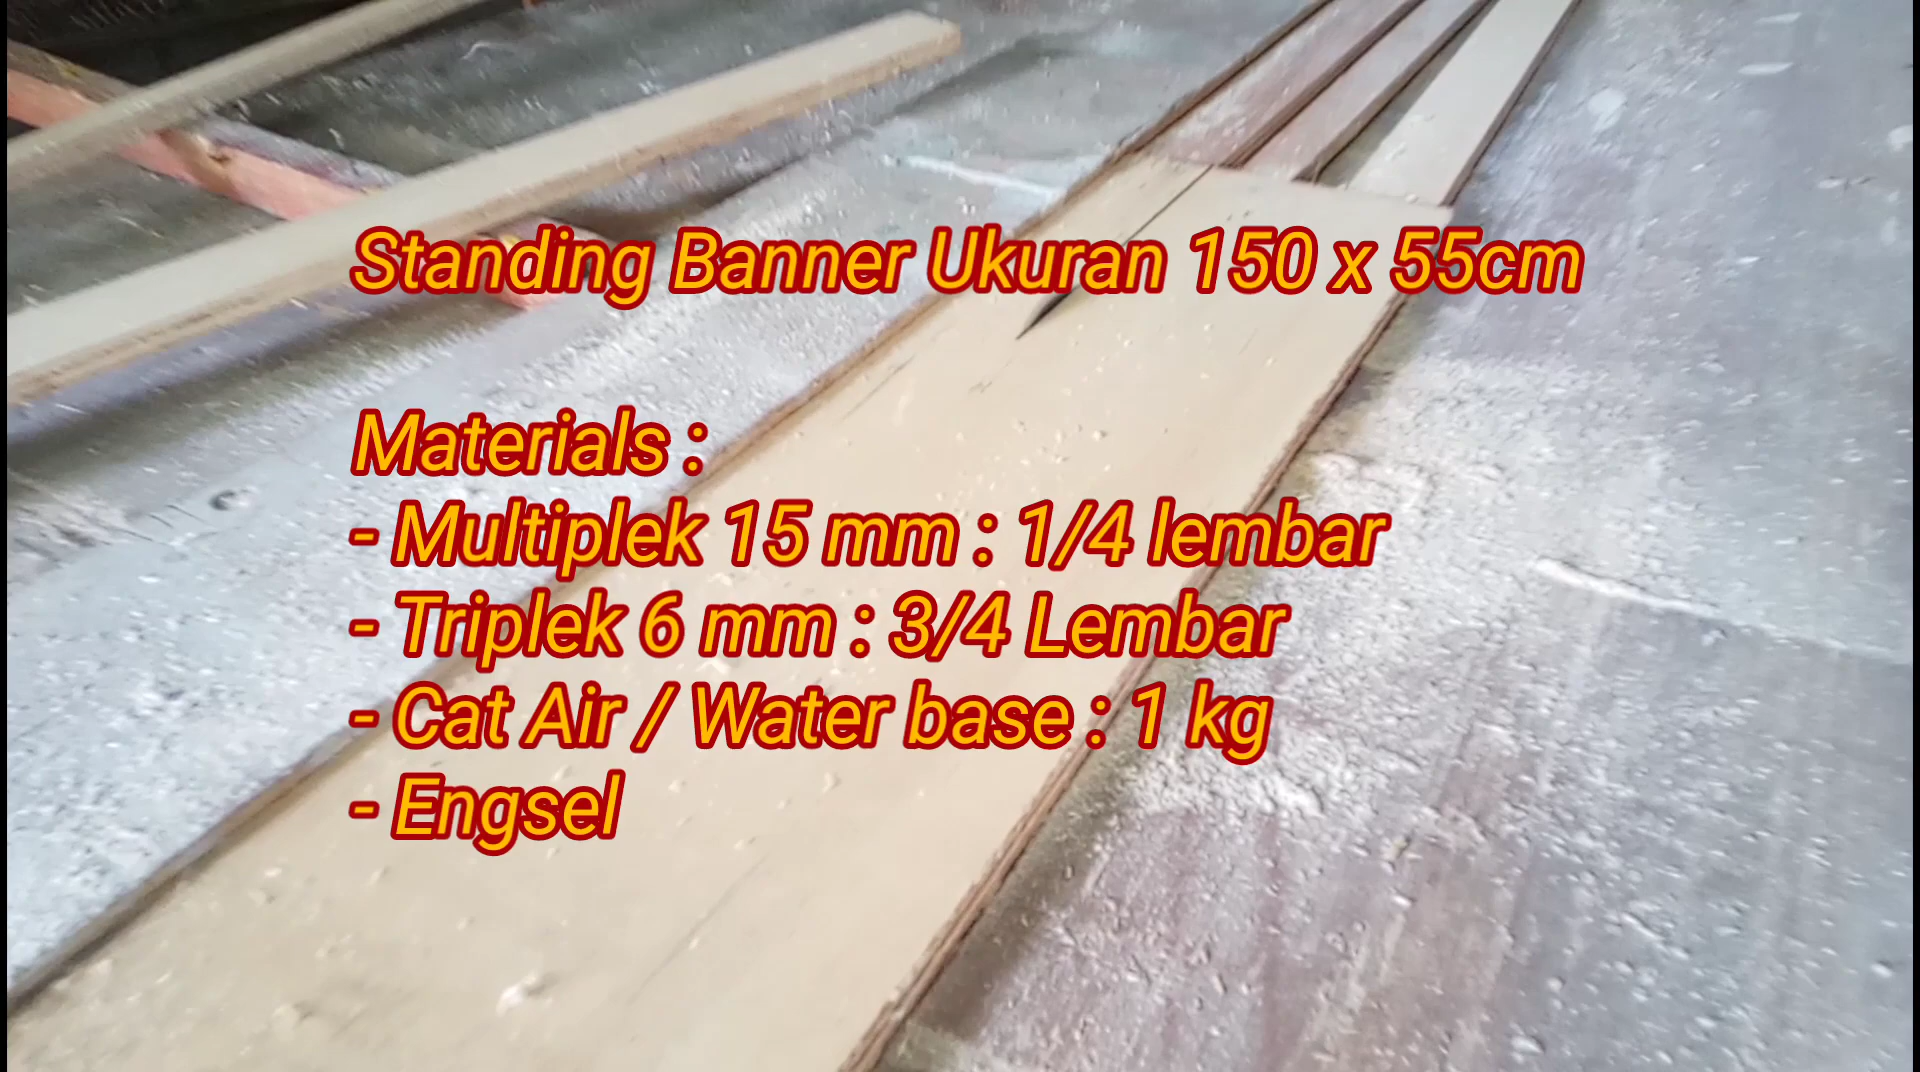 Standing Banner Ukuran 150 x 55cm
Materials :
- Multiplek 15 mm : 1/4 lembar
- Triplek 6 mm : 3/4 Lembar
- Cat Air / Water base : 1 kg
- Engsel